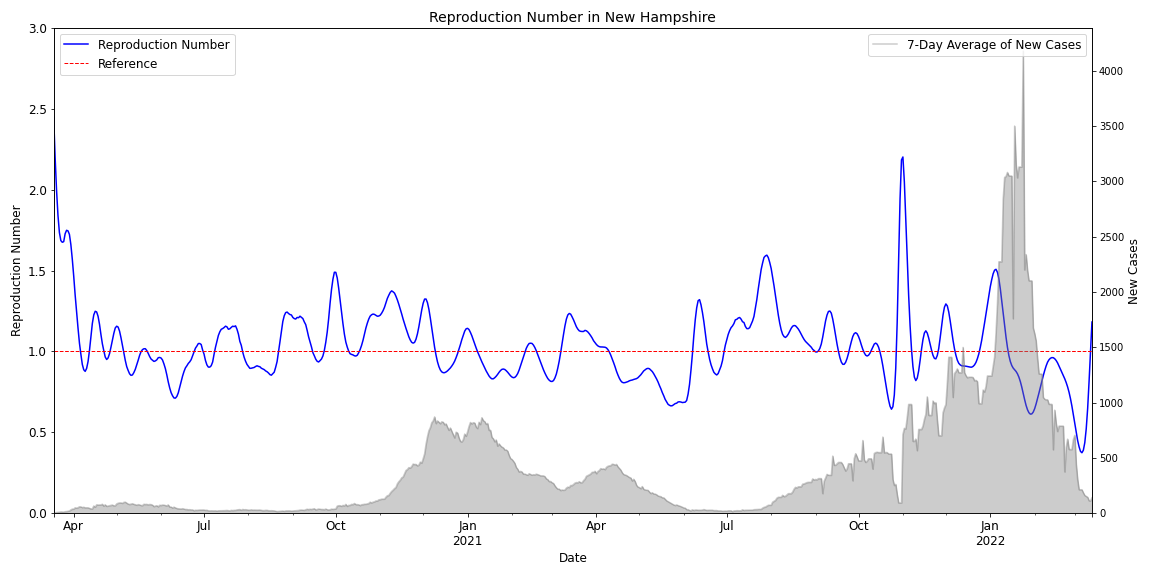 Reproduction Number in New Hampshire
Reproduction Number
Reference
7-Day Average of New Cases
Reproduction Number
3.0
2.5
2.0
1.5
1.0
0.5
0.0
4000
3500
3000
2500
2000
1500
1000
500
0
New Cases
Apr
Jul
Oct
Jan
2021
Apr
Jul
Oct
Jan
2022
Date